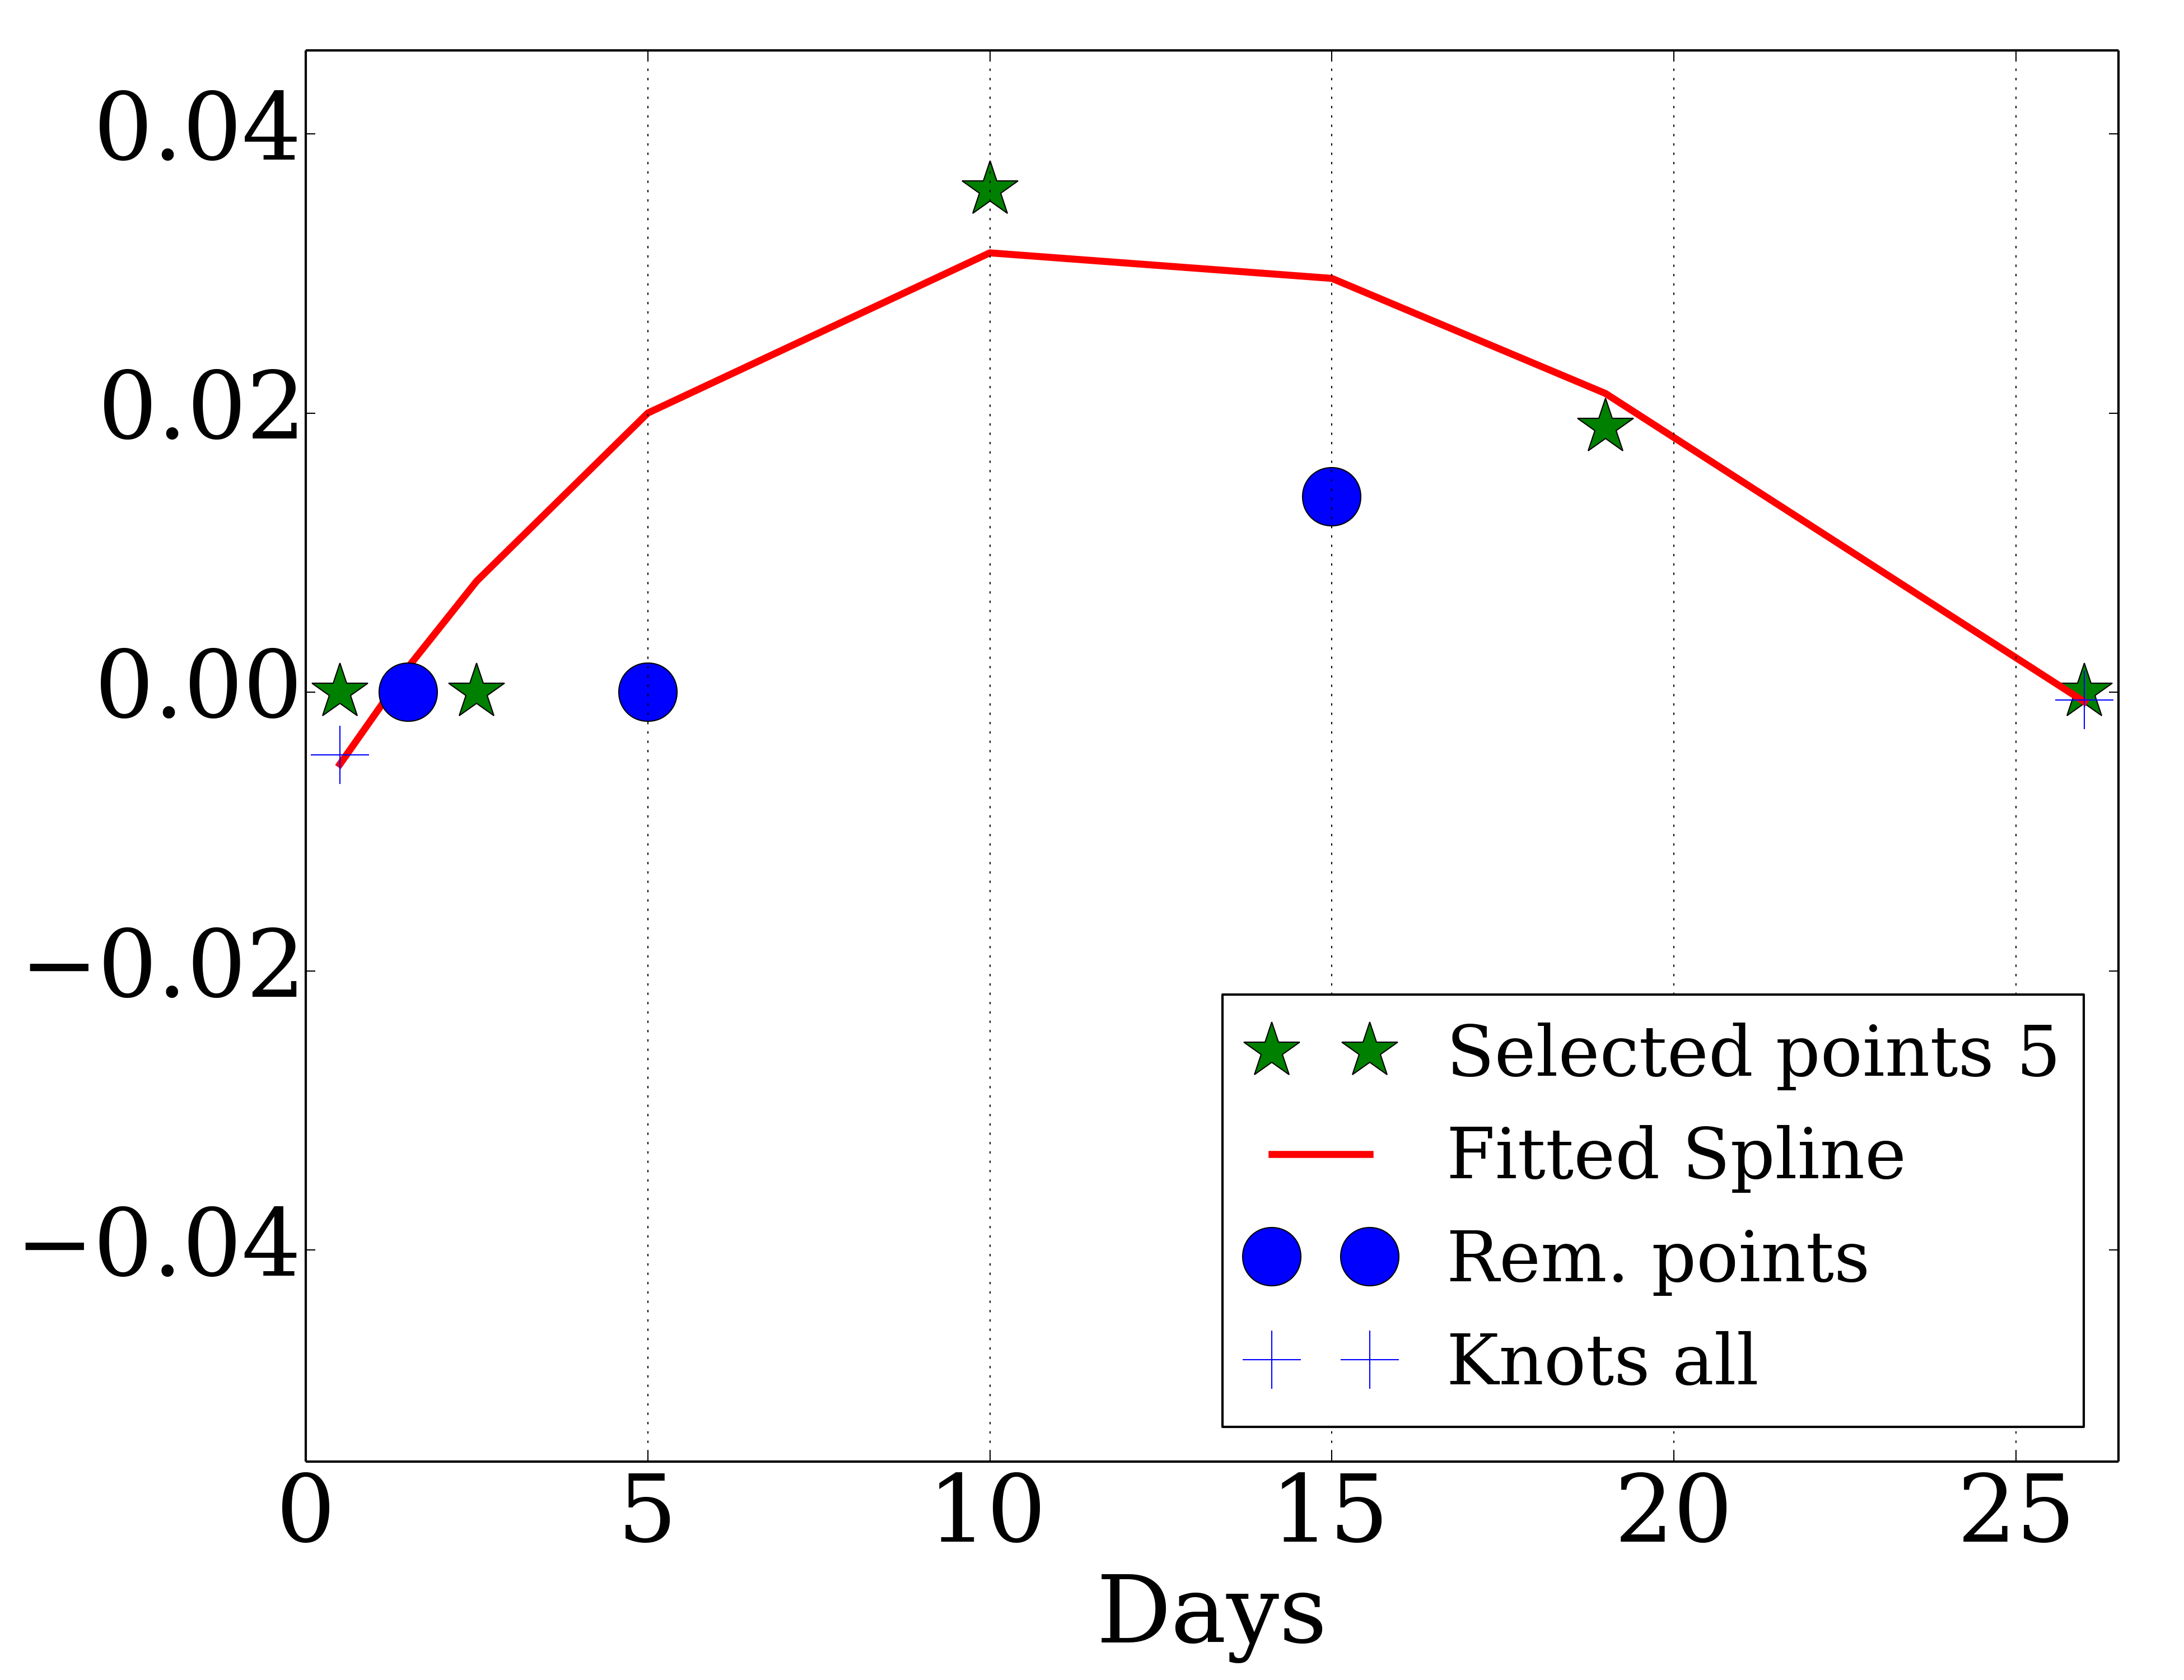 0.04
0.02
0.00
−0.02
−0.04
Selected points 5
Fitted Spline
Rem. points
Knots all
0 5 10 15 20 25
Days